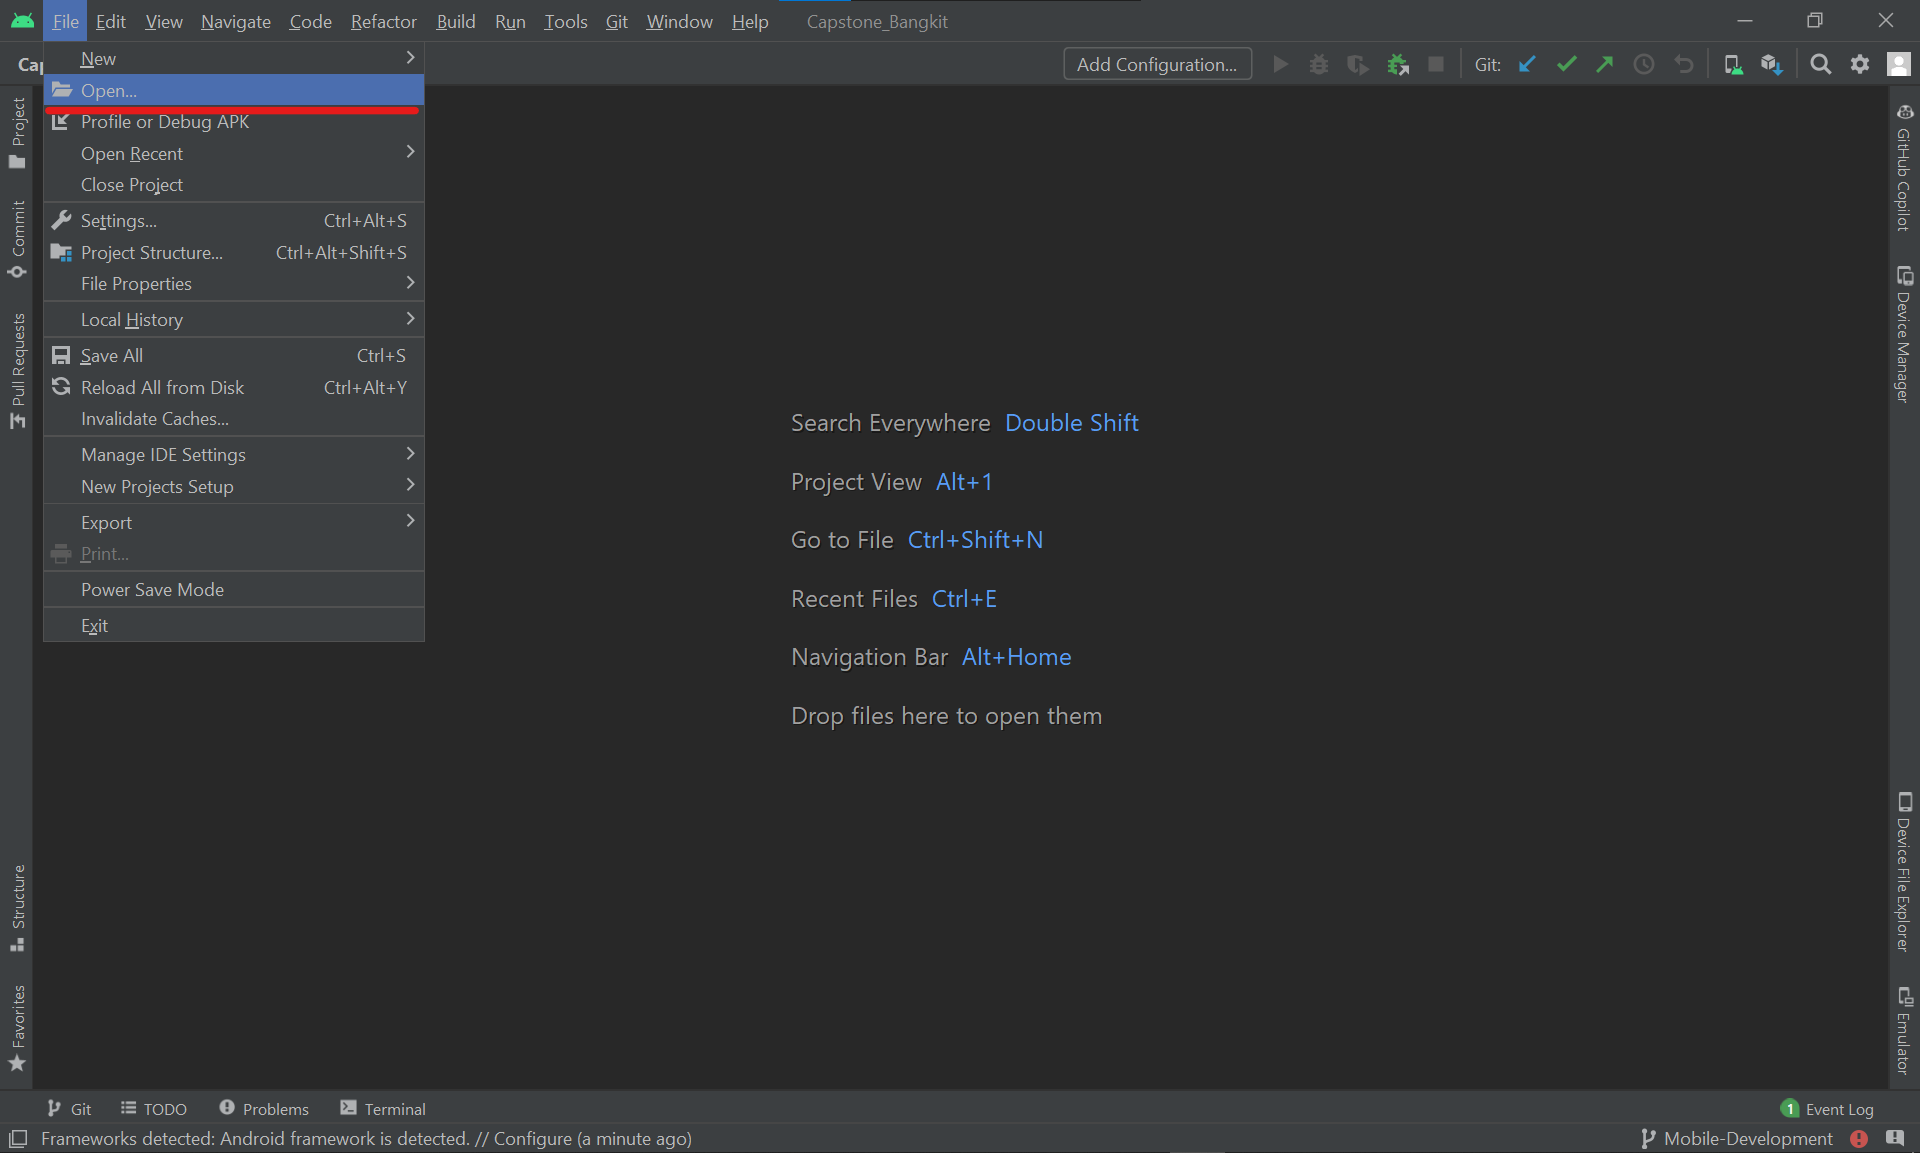 File Edit View Navigate Code Refactor Build Run Tools Git Window Help Capstone_Bangkit
Add Configuration... Git:
New
Open...
Profile or Debug APK
Open Recent
Close Project
Settings... Ctrl+Alt+S
Project Structure... Ctrl+Alt+Shift+S
File Properties
Local History
Save All Ctrl+S
Reload All from Disk Ctrl+Alt+Y
Invalidate Caches...
Manage IDE Settings
New Projects Setup
Export
Print...
Power Save Mode
Exit
Project
Commit
Pull Requests
Structure
Favorites
Search Everywhere Double Shift
Project View Alt+1
Go to File Ctrl+Shift+N
Recent Files Ctrl+E
Navigation Bar Alt+Home
Drop files here to open them
GitHub Copilot
Device Manager
Device File Explorer
Emulator
Git TODO Problems Terminal 1 Event Log
Frameworks detected: Android framework is detected. // Configure (a minute ago) Mobile-Development